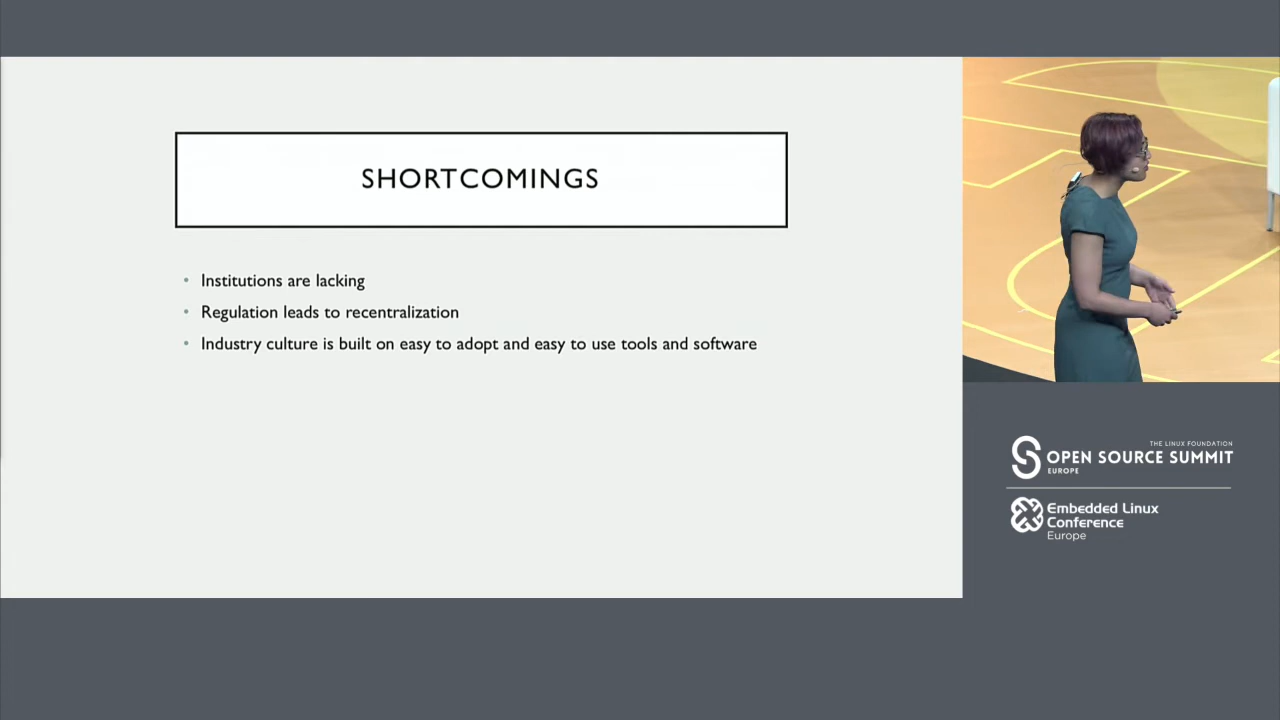 SHORTCOMINGS
Institutions are lacking
Regulation leads to recentralization
Industry culture is built on easy to adopt and easy to use tools and software
THE LINUX FOUNDATION
OPEN SOURCE SUMMIT
EUROPE
Embedded Linux
Conference
Europe